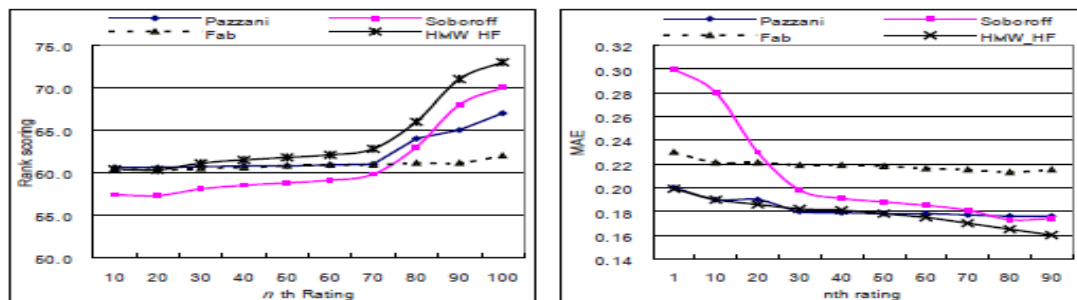 Pazzani Soboroff
Fab HMW_HF
75.0
70.0
65.0
60.0
55.0
50.0
Rank scoring
10 20 30 40 50 60 70 80 90 100
n th Rating
Pazzani Soboroff
Fab HMW_HF
0.32
0.30
0.28
0.26
0.24
0.22
0.20
0.18
0.16
0.14
MAE
1 10 20 30 40 50 60 70 80 90
nth rating